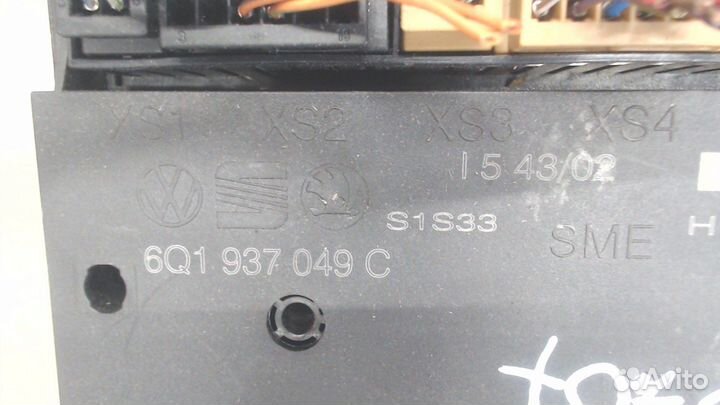 XS1 XS2 XS3 XS4
I 5 43/02
S1S33
SME
H
6Q1 937 049 C
Avito